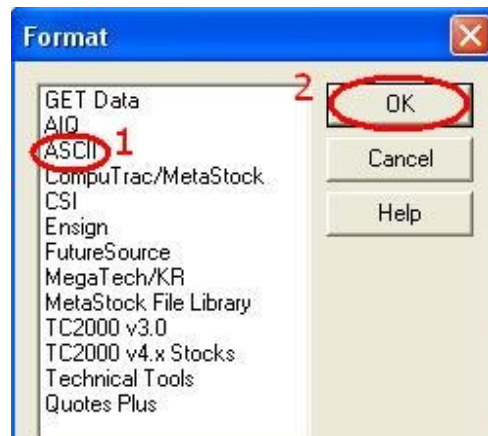 Format
GET Data
AIQ
ASCII
CompuTrac/MetaStock
CSI
Ensign
FutureSource
MegaTech/KR
MetaStock File Library
TC2000 v3.0
TC2000 v4.x Stocks
Technical Tools
Quotes Plus
1
2
OK
Cancel
Help